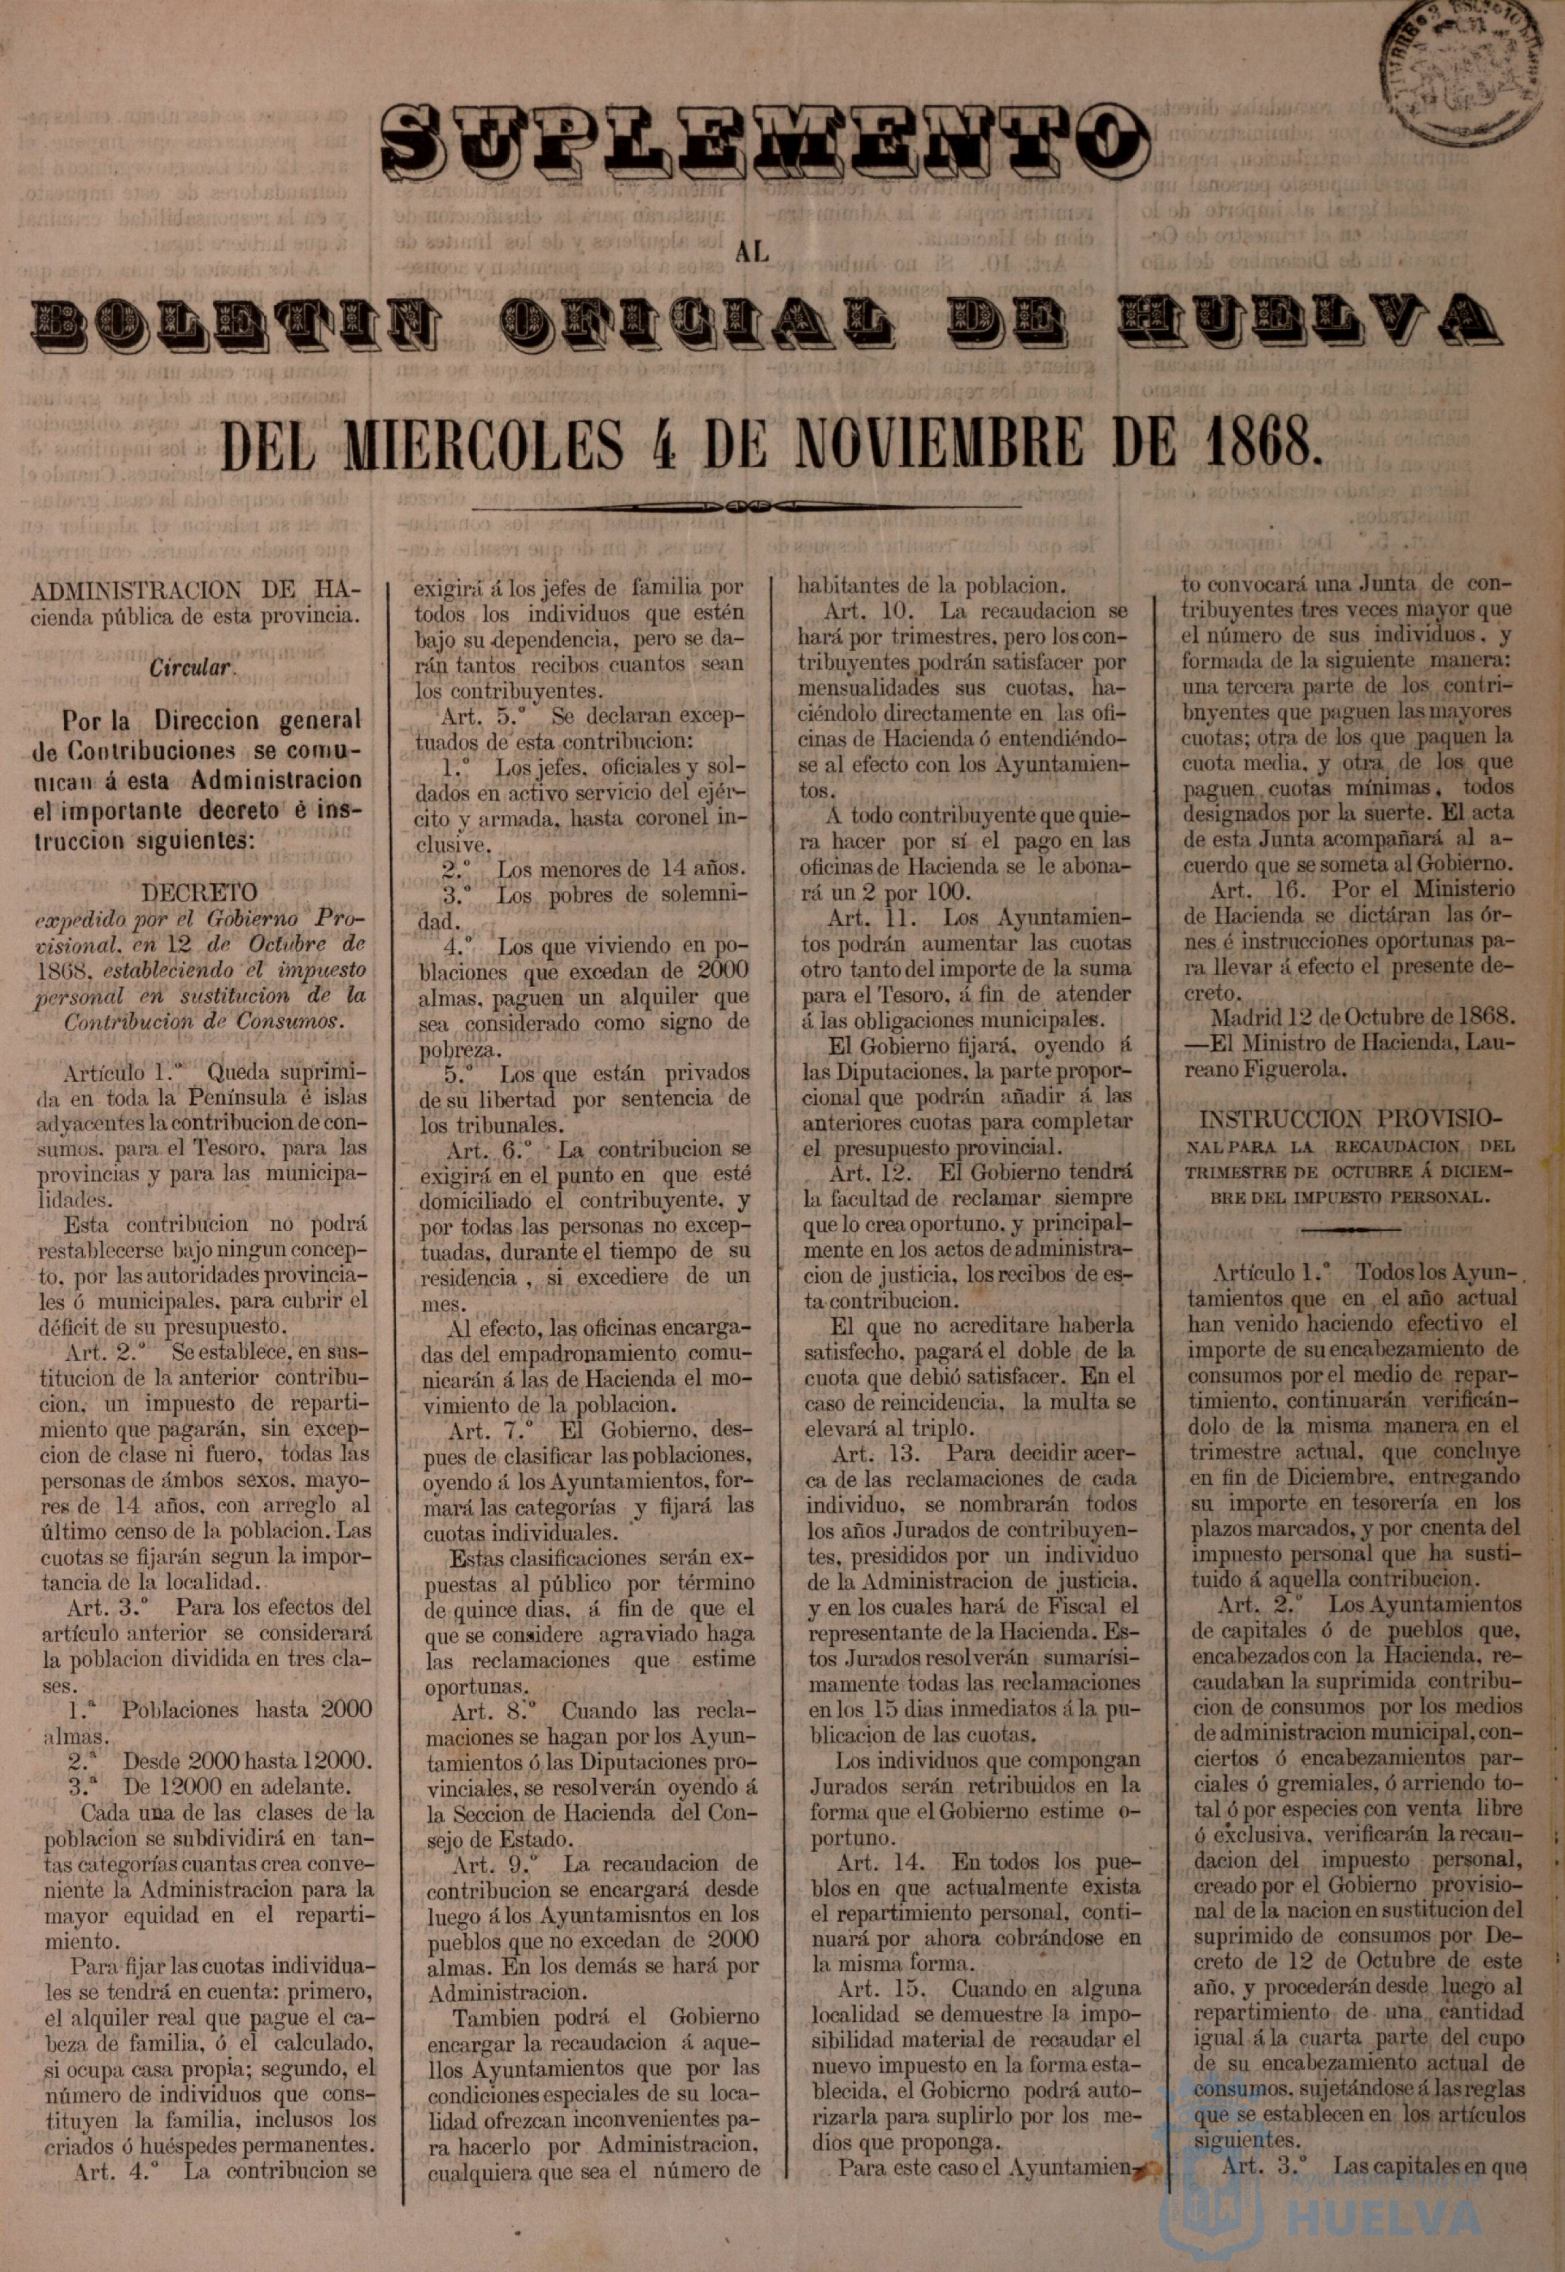 SUPLEMENTO
AL
BOLETIN OFICIAL DE HUELVA
DEL MIERCOLES 4 DE NOVIEMBRE DE 1868.
ADMINISTRACION DE HA-
cienda pública de esta provincia.
Circular.
Por la Direccion general
de Contribuciones se comu-
nican á esta Administracion
el importante decreto é ins-
truccion siguientes:
DECRETO
expedido por el Gobierno Pro-
visional, en 12 de Octubre de
1868, estableciendo el impuesto
personal en sustitucion de la
Contribucion de Consumos.
Artículo 1.º Queda suprimi-
da en toda la Península é islas
adyacentes la contribucion de con-
sumos, para el Tesoro, para las
provincias y para las municipa-
lidades.
Esta contribucion no podrá
restablecerse bajo ningun concep-
to, por las autoridades provincia-
les ó municipales, para cubrir el
déficit de su presupuesto.
Art. 2.º Se establece, en sus-
titucion de la anterior contribu-
cion, un impuesto de reparti-
miento que pagarán, sin excep-
cion de clase ni fuero, todas las
personas de ámbos sexos, mayo-
res de 14 años, con arreglo al
último censo de la poblacion. Las
cuotas se fijarán segun la impor-
tancia de la localidad.
Art. 3.º Para los efectos del
artículo anterior se considerará
la poblacion dividida en tres cla-
ses.
1.ª Poblaciones hasta 2000
almas.
2.ª Desde 2000 hasta 12000.
3.ª De 12000 en adelante.
Cada una de las clases de la
poblacion se subdividirá en tan-
tas categorías cuantas crea conve-
niente la Administracion para la
mayor equidad en el reparti-
miento.
Para fijar las cuotas individua-
les se tendrá en cuenta: primero,
el alquiler real que pague el ca-
beza de familia, ó el calculado,
si ocupa casa propia; segundo, el
número de individuos que cons-
tituyen la familia, inclusos los
criados ó huéspedes permanentes.
Art. 4.º La contribucion se
exigirá á los jefes de familia por
todos los individuos que estén
bajo su dependencia, pero se da-
rán tantos recibos cuantos sean
los contribuyentes.
Art. 5.º Se declaran excep-
tuados de esta contribucion:
1.º Los jefes, oficiales y sol-
dados en activo servicio del ejér-
cito y armada, hasta coronel in-
clusive.
2.º Los menores de 14 años.
3.º Los pobres de solemni-
dad.
4.º Los que viviendo en po-
blaciones que excedan de 2000
almas, paguen un alquiler que
sea considerado como signo de
pobreza.
5.º Los que están privados
de su libertad por sentencia de
los tribunales.
Art. 6.º La contribucion se
exigirá en el punto en que esté
domiciliado el contribuyente, y
por todas las personas no excep-
tuadas, durante el tiempo de su
residencia, si excediere de un
mes.
Al efecto, las oficinas encarga-
das del empadronamiento comu-
nicarán á las de Hacienda el mo-
vimiento de la poblacion.
Art. 7.º El Gobierno, des-
pues de clasificar las poblaciones,
oyendo á los Ayuntamientos, for-
mará las categorías y fijará las
cuotas individuales.
Estas clasificaciones serán ex-
puestas al público por término
de quince dias, á fin de que el
que se considere agraviado haga
las reclamaciones que estime
oportunas.
Art. 8.º Cuando las recla-
maciones se hagan por los Ayun-
tamientos ó las Diputaciones pro-
vinciales, se resolverán oyendo á
la Seccion de Hacienda del Con-
sejo de Estado.
Art. 9.º La recaudacion de
contribucion se encargará desde
luego á los Ayuntamisntos en los
pueblos que no excedan de 2000
almas. En los demás se hará por
Administracion.
Tambien podrá el Gobierno
encargar la recaudacion á aque-
llos Ayuntamientos que por las
condiciones especiales de su loca-
lidad ofrezcan inconvenientes pa-
ra hacerlo por Administracion,
cualquiera que sea el número de
habitantes de la poblacion.
Art. 10. La recaudacion se
hará por trimestres, pero los con-
tribuyentes podrán satisfacer por
mensualidades sus cuotas, ha-
ciéndolo directamente en las ofi-
cinas de Hacienda ó entendiéndo-
se al efecto con los Ayuntamien-
tos.
A todo contribuyente que quie-
ra hacer por sí el pago en las
oficinas de Hacienda se le abona-
rá un 2 por 100.
Art. 11. Los Ayuntamien-
tos podrán aumentar las cuotas
otro tanto del importe de la suma
para el Tesoro, á fin de atender
á las obligaciones municipales.
El Gobierno fijará, oyendo á
las Diputaciones, la parte propor-
cional que podrán añadir á las
anteriores cuotas para completar
el presupuesto provincial.
Art. 12. El Gobierno tendrá
la facultad de reclamar siempre
que lo crea oportuno, y principal-
mente en los actos de administra-
cion de justicia, los recibos de es-
ta contribucion.
El que no acreditare haberla
satisfecho, pagará el doble de la
cuota que debió satisfacer. En el
caso de reincidencia, la multa se
elevará al triplo.
Art. 13. Para decidir acer-
ca de las reclamaciones de cada
individuo, se nombrarán todos
los años Jurados de contribuyen-
tes, presididos por un individuo
de la Administracion de justicia,
y en los cuales hará de Fiscal el
representante de la Hacienda. Es-
tos Jurados resolverán sumarísi-
mamente todas las reclamaciones
en los 15 dias inmediatos á la pu-
blicacion de las cuotas.
Los individuos que compongan
Jurados serán retribuidos en la
forma que el Gobierno estime o-
portuno.
Art. 14. En todos los pue-
blos en que actualmente exista
el repartimiento personal, conti-
nuará por ahora cobrándose en
la misma forma.
Art. 15. Cuando en alguna
localidad se demuestre la impo-
sibilidad material de recaudar el
nuevo impuesto en la forma esta-
blecida, el Gobierno podrá auto-
rizarla para suplirlo por los me-
dios que proponga.
Para este caso el Ayuntamien-
to convocará una Junta de con-
tribuyentes tres veces mayor que
el número de sus individuos, y
formada de la siguiente manera:
una tercera parte de los contri-
bnyentes que paguen las mayores
cuotas; otra de los que paquen la
cuota media, y otra de los que
paguen cuotas mínimas, todos
designados por la suerte. El acta
de esta Junta acompañará al a-
cuerdo que se someta al Gobierno.
Art. 16. Por el Ministerio
de Hacienda se dictáran las ór-
nes é instrucciones oportunas pa-
ra llevar á efecto el presente de-
creto.
Madrid 12 de Octubre de 1868.
—El Ministro de Hacienda, Lau-
reano Figuerola.
INSTRUCCION PROVISIO-
NAL PARA LA RECAUDACION DEL
TRIMESTRE DE OCTUBRE Á DICIEM-
BRE DEL IMPUESTO PERSONAL.
Artículo 1.º Todos los Ayun-
tamientos que en el año actual
han venido haciendo efectivo el
importe de su encabezamiento de
consumos por el medio de repar-
timiento, continuarán verificán-
dolo de la misma manera en el
trimestre actual, que concluye
en fin de Diciembre, entregando
su importe en tesorería en los
plazos marcados, y por cnenta del
impuesto personal que ha susti-
tuido á aquella contribucion.
Art. 2.º Los Ayuntamientos
de capitales ó de pueblos que,
encabezados con la Hacienda, re-
caudaban la suprimida contribu-
cion de consumos por los medios
de administracion municipal, con-
ciertos ó encabezamientos par-
ciales ó gremiales, ó arriendo to-
tal ó por especies con venta libre
ó exclusiva, verificarán la recau-
dacion del impuesto personal,
creado por el Gobierno provisio-
nal de la nacion en sustitucion del
suprimido de consumos por De-
creto de 12 de Octubre de este
año, y procederán desde luego al
repartimiento de una cantidad
igual á la cuarta parte del cupo
de su encabezamiento actual de
consumos, sujetándose á las reglas
que se establecen en los artículos
siguientes.
Art. 3.º Las capitales en que
HUELVA